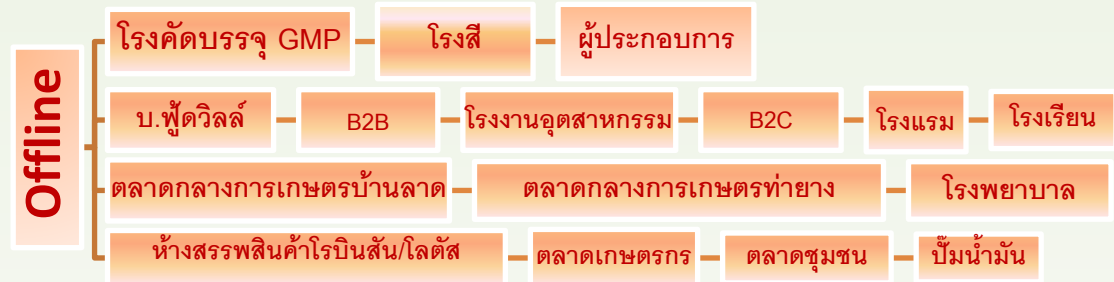 Offline
โรงคัดบรรจุ GMP โรงสี ผู้ประกอบการ
บ.ฟู้ดวิลล์ B2B โรงงานอุตสาหกรรม B2C โรงแรม โรงเรียน
ตลาดกลางการเกษตรบ้านลาด ตลาดกลางการเกษตรท่ายาง โรงพยาบาล
ห้างสรรพสินค้าโรบินสัน/โลตัส ตลาดเกษตรกร ตลาดชุมชน ปั๊มน้ำมัน